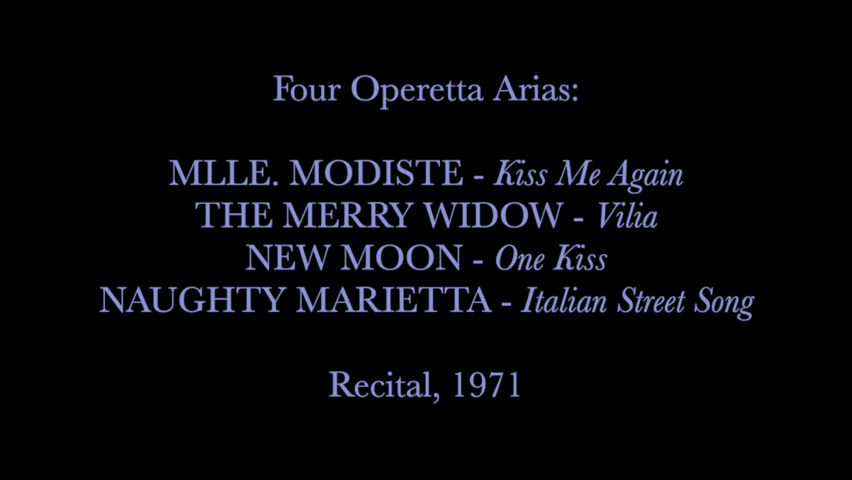 Four Operetta Arias:
MLLE. MODISTE - Kiss Me Again
THE MERRY WIDOW - Vilia
NEW MOON - One Kiss
NAUGHTY MARIETTA - Italian Street Song
Recital, 1971